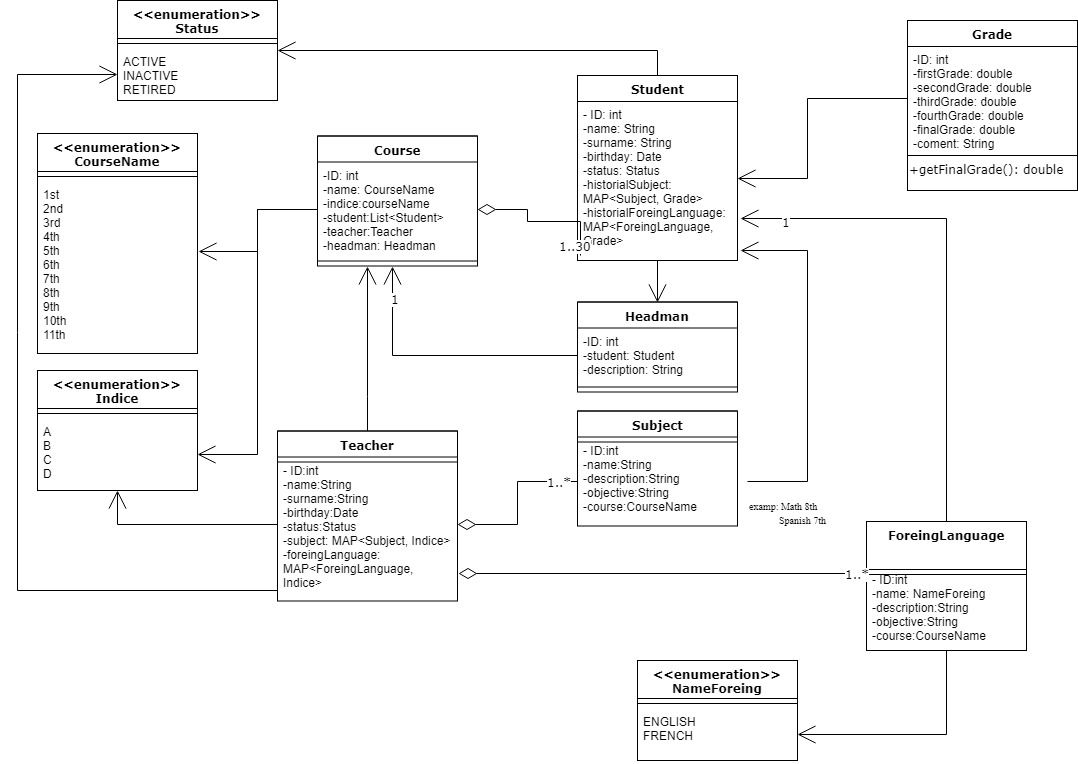 <<enumeration>>
Status
ACTIVE
INACTIVE
RETIRED
Grade
-ID: int
-firstGrade: double
-secondGrade: double
-thirdGrade: double
-fourthGrade: double
-finalGrade: double
-coment: String
+getFinalGrade(): double
Student
- ID: int
-name: String
-surname: String
-birthday: Date
-status: Status
-historialSubject:
MAP<Subject, Grade>
-historialForeingLanguage:
MAP<ForeingLanguage,
Grade>
<<enumeration>>
CourseName
1st
2nd
3rd
4th
5th
6th
7th
8th
9th
10th
11th
Course
-ID: int
-name: CourseName
-indice:courseName
-student:List<Student>
-teacher:Teacher
-headman: Headman
1..30
1
1
Headman
-ID: int
-student: Student
-description: String
<<enumeration>>
Indice
A
B
C
D
Teacher
- ID:int
-name:String
-surname:String
-birthday:Date
-status:Status
-subject: MAP<Subject, Indice>
-foreingLanguage:
MAP<ForeingLanguage,
Indice>
1..*
Subject
- ID:int
-name:String
-description:String
-objective:String
-course:CourseName
examp: Math 8th
Spanish 7th
1..*
ForeingLanguage
- ID:int
-name: NameForeing
-description:String
-objective:String
-course:CourseName
<<enumeration>>
NameForeing
ENGLISH
FRENCH